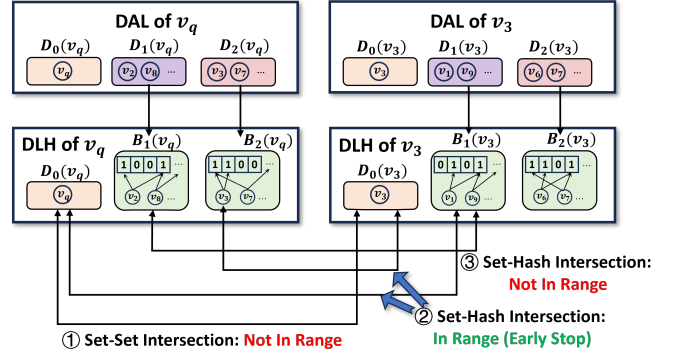 DAL of v_q
D_0(v_q) D_1(v_q) D_2(v_q)
v_q v_2 v_8 ... v_3 v_7 ...
DAL of v_3
D_0(v_3) D_1(v_3) D_2(v_3)
v_3 v_1 v_9 ... v_6 v_7 ...
DLH of v_q B_1(v_q) B_2(v_q)
D_0(v_q) 1 0 0 1 ... 1 1 0 0 ...
v_q v_2 v_8 ... v_3 v_7 ...
DLH of v_3 B_1(v_3) B_2(v_3)
D_0(v_3) 0 1 0 1 ... 1 1 0 1 ...
v_3 v_1 v_9 ... v_6 v_7 ...
③ Set-Hash Intersection:
Not In Range
② Set-Hash Intersection:
In Range (Early Stop)
① Set-Set Intersection: Not In Range